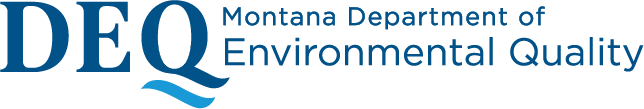 DEQ
Montana Department of
Environmental Quality